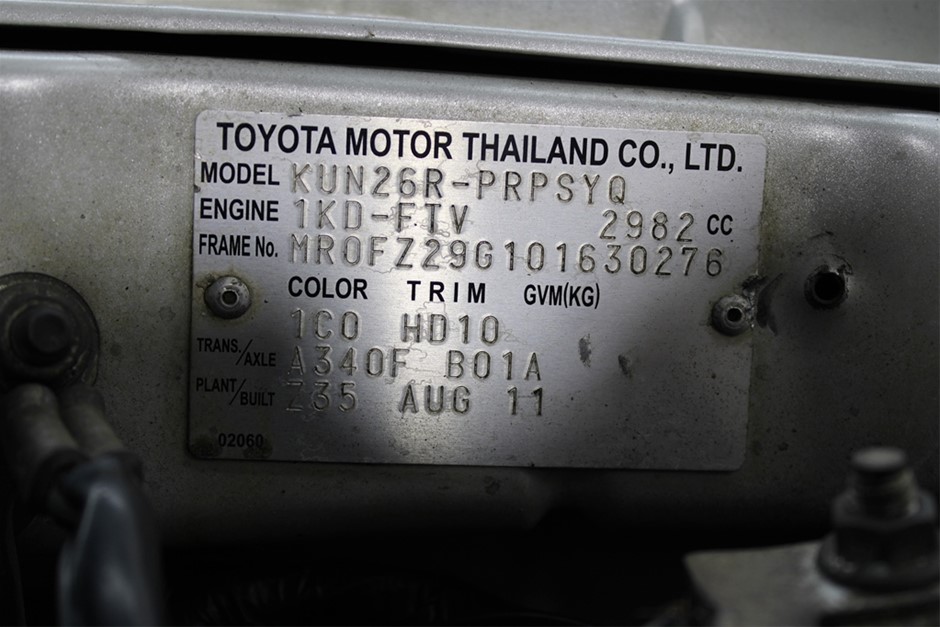 TOYOTA MOTOR THAILAND CO., LTD.
MODEL KUN26R-PRPSYQ
ENGINE 1KD-FTV 2982 CC
FRAME No. MR0FZ29G101630276
COLOR TRIM GVM(KG)
1C0 HD10
TRANS./AXLE A340F B01A
PLANT/BUILT Z35 AUG 11
02060